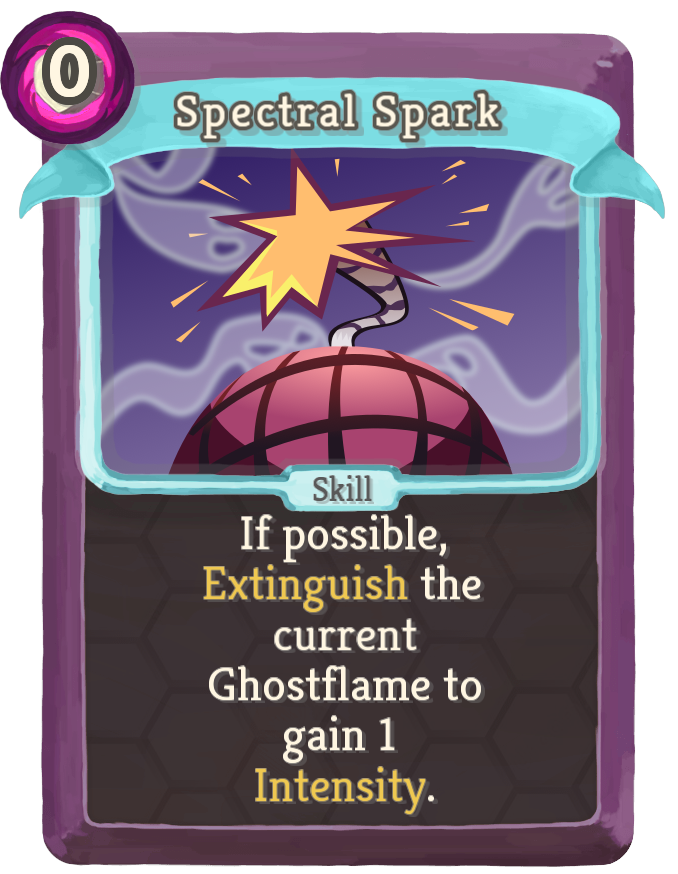 0
Spectral Spark
Skill
If possible,
Extinguish the
current
Ghostflame to
gain 1
Intensity.